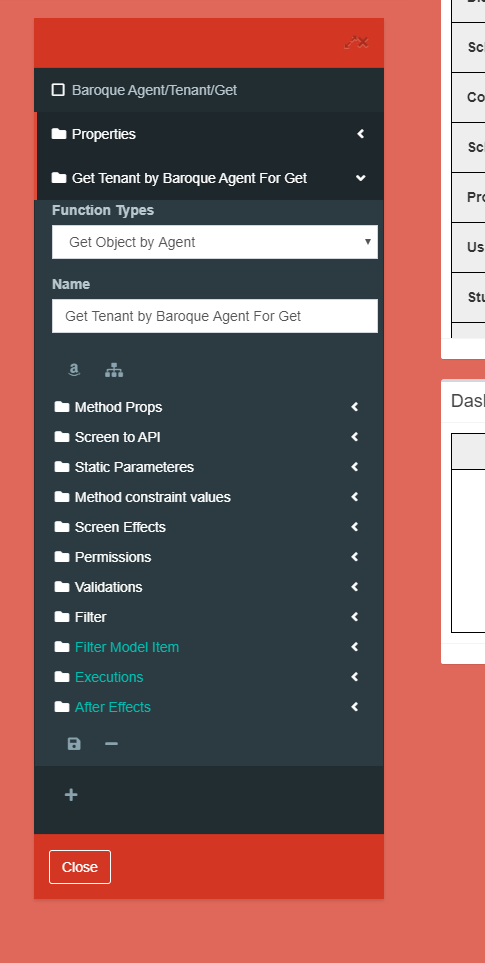 Baroque Agent/Tenant/Get
Properties
Get Tenant by Baroque Agent For Get
Function Types
Get Object by Agent
Name
Get Tenant by Baroque Agent For Get
Method Props
Screen to API
Static Parameteres
Method constraint values
Screen Effects
Permissions
Validations
Filter
Filter Model Item
Executions
After Effects
Close
Sc
Co
Sc
Pro
Us
Stu
Das